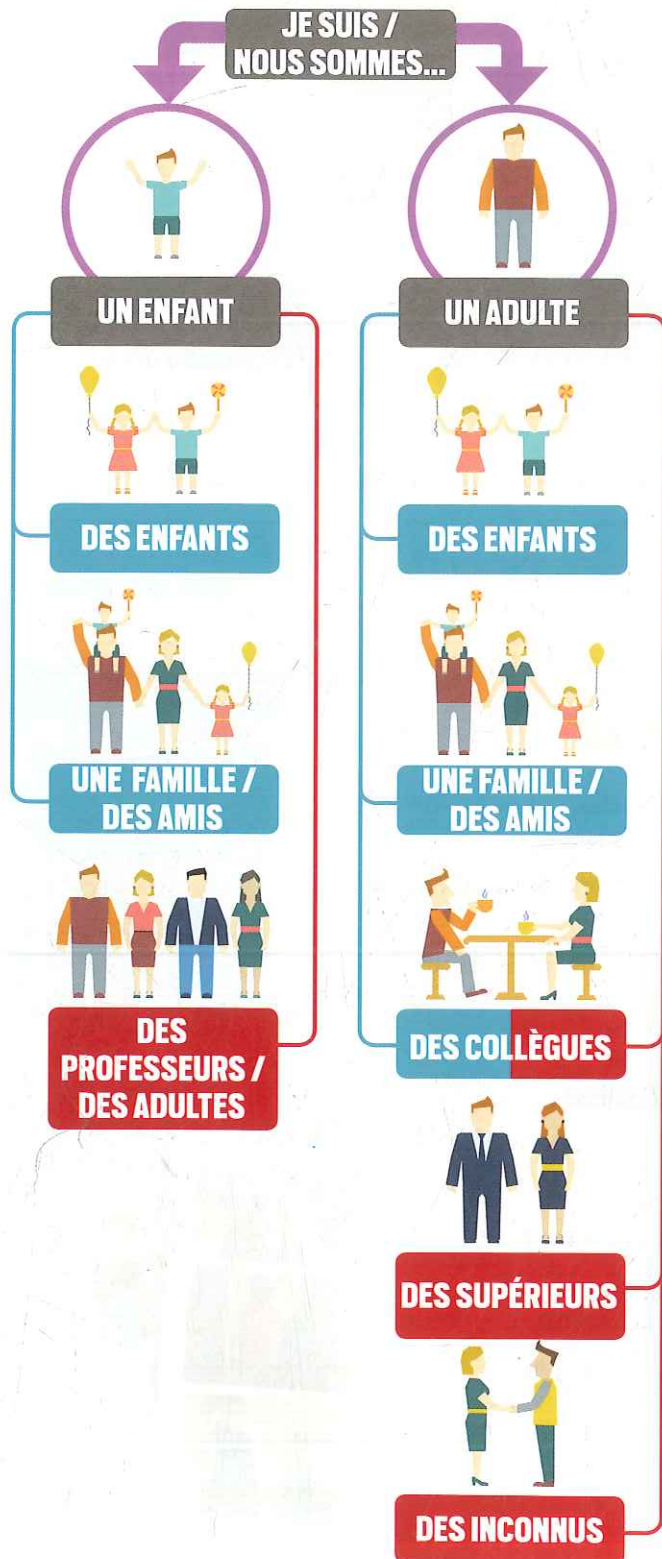 JE SUIS /
NOUS SOMMES...
UN ENFANT
DES ENFANTS
UNE FAMILLE /
DES AMIS
DES
PROFESSEURS /
DES ADULTES
UN ADULTE
DES ENFANTS
UNE FAMILLE /
DES AMIS
DES COLLÈGUES
DES SUPÉRIEURS
DES INCONNUS